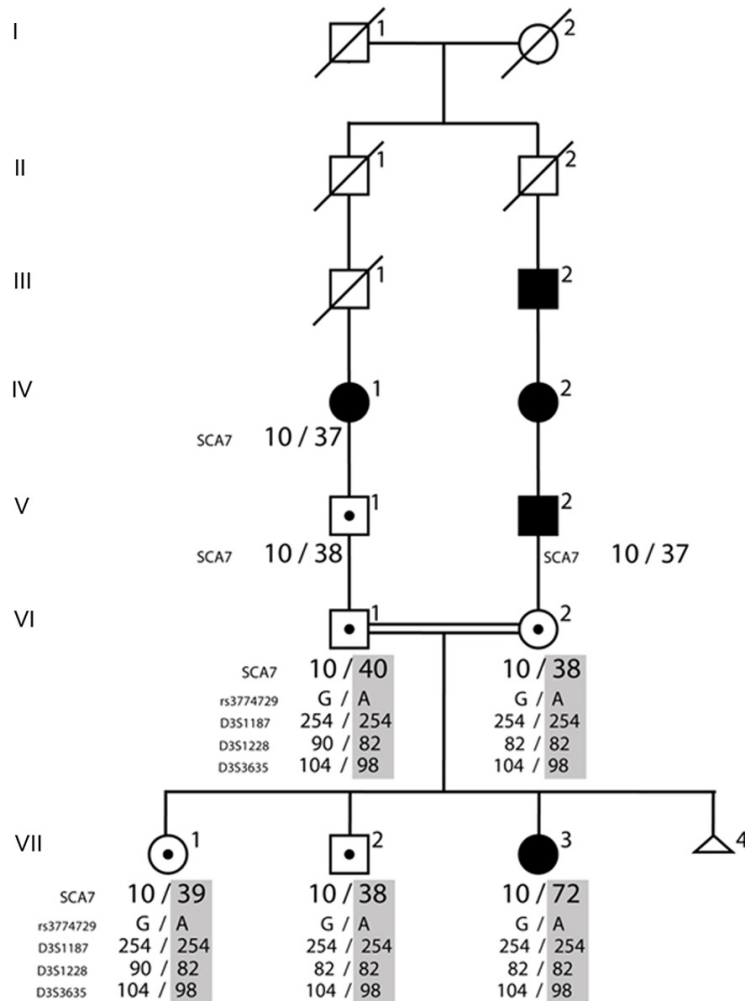 I 1 2
II 1 2
III 1 2
IV 1 2
SCA7 10 / 37
V 1 2
SCA7 10 / 38 SCA7 10 / 37
VI 1 2
SCA7 10 / 40 10 / 38
rs3774729 G / A G / A
D3S1187 254 / 254 254 / 254
D3S1228 90 / 82 82 / 82
D3S3635 104 / 98 104 / 98
VII 1 2 3 4
SCA7 10 / 39 10 / 38 10 / 72
rs3774729 G / A G / A G / A
D3S1187 254 / 254 254 / 254 254 / 254
D3S1228 90 / 82 82 / 82 82 / 82
D3S3635 104 / 98 104 / 98 104 / 98